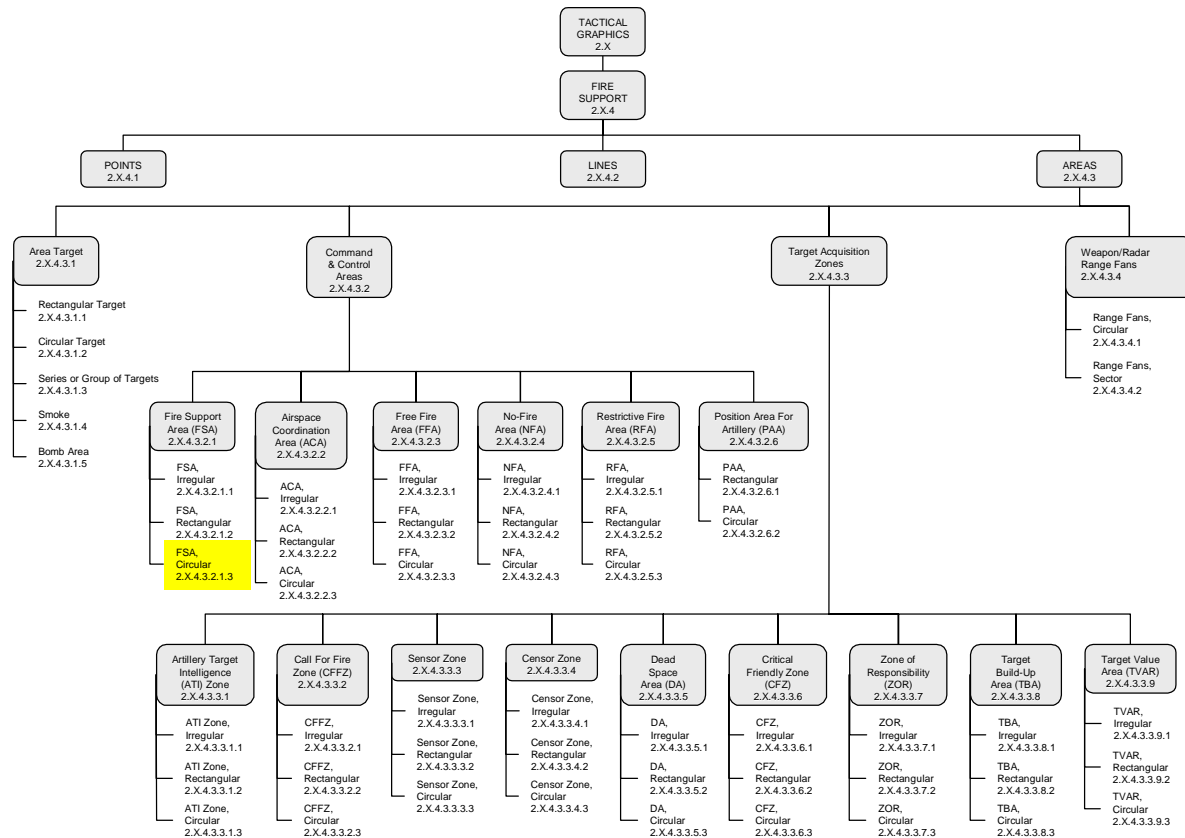 TACTICAL
GRAPHICS
2.X
FIRE
SUPPORT
2.X.4
POINTS
2.X.4.1
LINES
2.X.4.2
AREAS
2.X.4.3
Area Target
2.X.4.3.1
Rectangular Target
2.X.4.3.1.1
Circular Target
2.X.4.3.1.2
Series or Group of Targets
2.X.4.3.1.3
Smoke
2.X.4.3.1.4
Bomb Area
2.X.4.3.1.5
Command
& Control
Areas
2.X.4.3.2
Fire Support
Area (FSA)
2.X.4.3.2.1
FSA,
Irregular
2.X.4.3.2.1.1
FSA,
Rectangular
2.X.4.3.2.1.2
FSA,
Circular
2.X.4.3.2.1.3
Airspace
Coordination
Area (ACA)
2.X.4.3.2.2
ACA,
Irregular
2.X.4.3.2.2.1
ACA,
Rectangular
2.X.4.3.2.2.2
ACA,
Circular
2.X.4.3.2.2.3
Free Fire
Area (FFA)
2.X.4.3.2.3
FFA,
Irregular
2.X.4.3.2.3.1
FFA,
Rectangular
2.X.4.3.2.3.2
FFA,
Circular
2.X.4.3.2.3.3
No-Fire
Area (NFA)
2.X.4.3.2.4
NFA,
Irregular
2.X.4.3.2.4.1
NFA,
Rectangular
2.X.4.3.2.4.2
NFA,
Circular
2.X.4.3.2.4.3
Restrictive Fire
Area (RFA)
2.X.4.3.2.5
RFA,
Irregular
2.X.4.3.2.5.1
RFA,
Rectangular
2.X.4.3.2.5.2
RFA,
Circular
2.X.4.3.2.5.3
Position Area For
Artillery (PAA)
2.X.4.3.2.6
PAA,
Rectangular
2.X.4.3.2.6.1
PAA,
Circular
2.X.4.3.2.6.2
Target Acquisition
Zones
2.X.4.3.3
Weapon/Radar
Range Fans
2.X.4.3.4
Range Fans,
Circular
2.X.4.3.4.1
Range Fans,
Sector
2.X.4.3.4.2
Artillery Target
Intelligence
(ATI) Zone
2.X.4.3.3.1
ATI Zone,
Irregular
2.X.4.3.3.1.1
ATI Zone,
Rectangular
2.X.4.3.3.1.2
ATI Zone,
Circular
2.X.4.3.3.1.3
Call For Fire
Zone (CFFZ)
2.X.4.3.3.2
CFFZ,
Irregular
2.X.4.3.3.2.1
CFFZ,
Rectangular
2.X.4.3.3.2.2
CFFZ,
Circular
2.X.4.3.3.2.3
Sensor Zone
2.X.4.3.3.3
Sensor Zone,
Irregular
2.X.4.3.3.3.1
Sensor Zone,
Rectangular
2.X.4.3.3.3.2
Sensor Zone,
Circular
2.X.4.3.3.3.3
Censor Zone
2.X.4.3.3.4
Censor Zone,
Irregular
2.X.4.3.3.4.1
Censor Zone,
Rectangular
2.X.4.3.3.4.2
Censor Zone,
Circular
2.X.4.3.3.4.3
Dead
Space
Area (DA)
2.X.4.3.3.5
DA,
Irregular
2.X.4.3.3.5.1
DA,
Rectangular
2.X.4.3.3.5.2
DA,
Circular
2.X.4.3.3.5.3
Critical
Friendly Zone
(CFZ)
2.X.4.3.3.6
CFZ,
Irregular
2.X.4.3.3.6.1
CFZ,
Rectangular
2.X.4.3.3.6.2
CFZ,
Circular
2.X.4.3.3.6.3
Zone of
Responsibility
(ZOR)
2.X.4.3.3.7
ZOR,
Irregular
2.X.4.3.3.7.1
ZOR,
Rectangular
2.X.4.3.3.7.2
ZOR,
Circular
2.X.4.3.3.7.3
Target
Build-Up
Area (TBA)
2.X.4.3.3.8
TBA,
Irregular
2.X.4.3.3.8.1
TBA,
Rectangular
2.X.4.3.3.8.2
TBA,
Circular
2.X.4.3.3.8.3
Target Value
Area (TVAR)
2.X.4.3.3.9
TVAR,
Irregular
2.X.4.3.3.9.1
TVAR,
Rectangular
2.X.4.3.3.9.2
TVAR,
Circular
2.X.4.3.3.9.3